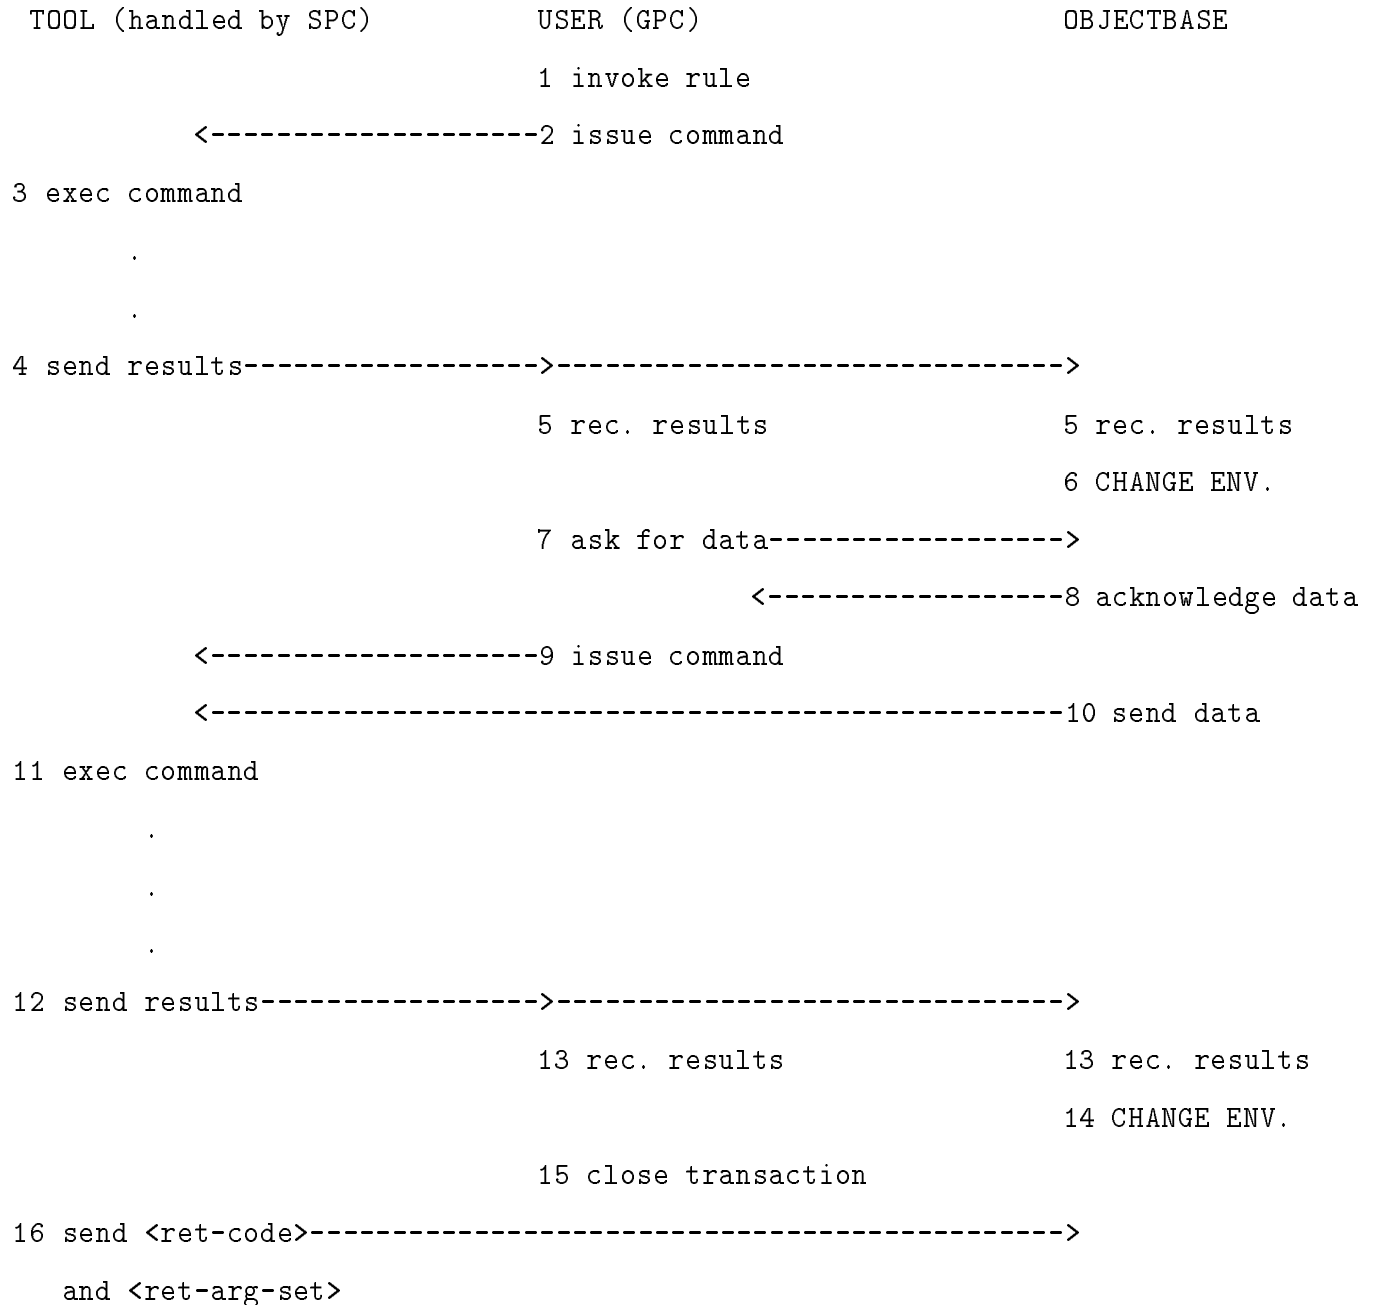 TOOL (handled by SPC) USER (GPC) OBJECTBASE
1 invoke rule
<--------------------2 issue command
3 exec command
.
.
4 send results------------------>------------------------------->
5 rec. results 5 rec. results
6 CHANGE ENV.
7 ask for data------------------>
<------------------8 acknowledge data
<--------------------9 issue command
<----------------------------------------------------10 send data
11 exec command
.
.
.
12 send results----------------->------------------------------->
13 rec. results 13 rec. results
14 CHANGE ENV.
15 close transaction
16 send <ret-code>---------------------------------------------->
and <ret-arg-set>